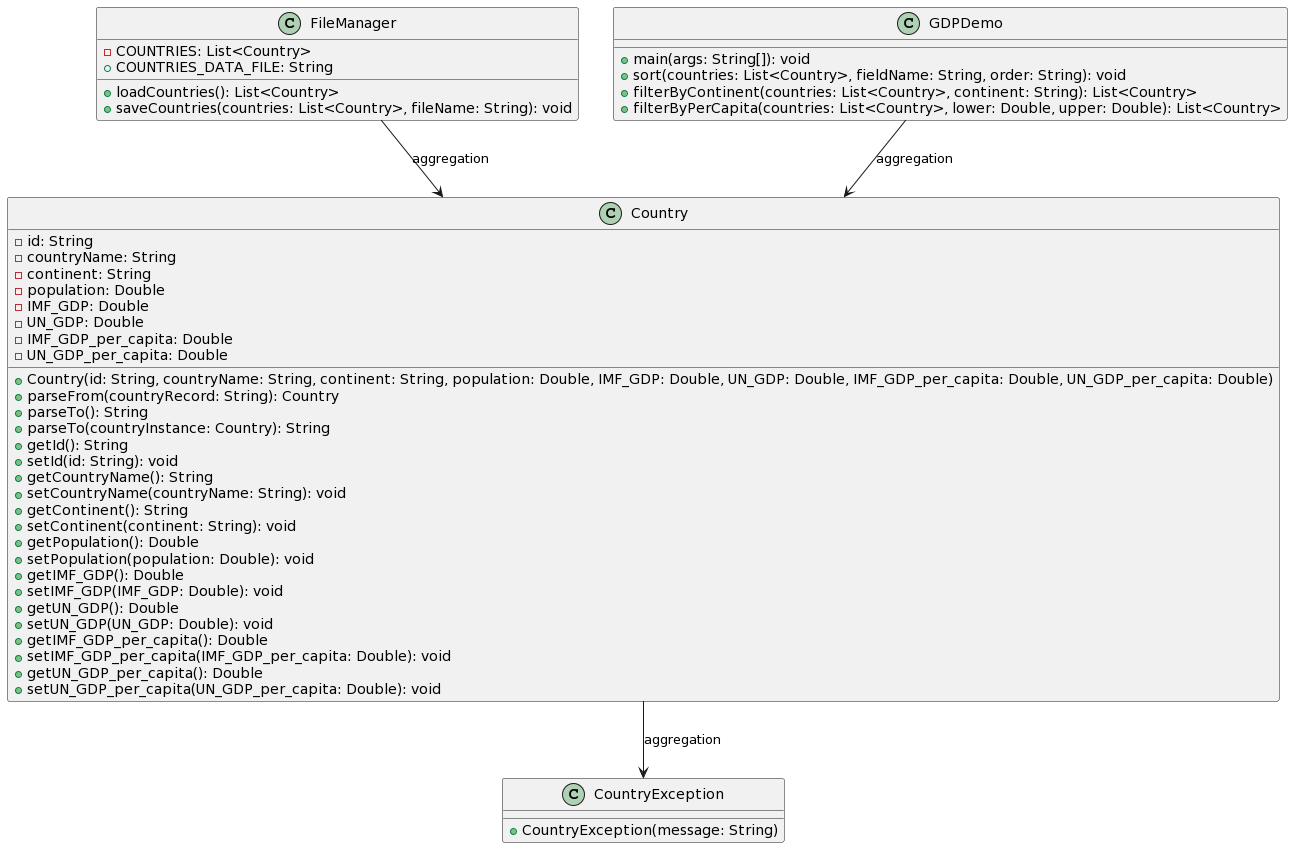 C FileManager
COUNTRIES: List<Country>
COUNTRIES_DATA_FILE: String
loadCountries(): List<Country>
saveCountries(countries: List<Country>, fileName: String): void
C GDPDemo
main(args: String[]): void
sort(countries: List<Country>, fieldName: String, order: String): void
filterByContinent(countries: List<Country>, continent: String): List<Country>
filterByPerCapita(countries: List<Country>, lower: Double, upper: Double): List<Country>
aggregation
aggregation
C Country
id: String
countryName: String
continent: String
population: Double
IMF_GDP: Double
UN_GDP: Double
IMF_GDP_per_capita: Double
UN_GDP_per_capita: Double
Country(id: String, countryName: String, continent: String, population: Double, IMF_GDP: Double, UN_GDP: Double, IMF_GDP_per_capita: Double, UN_GDP_per_capita: Double)
parseFrom(countryRecord: String): Country
parseTo(): String
parseTo(countryInstance: Country): String
getId(): String
setId(id: String): void
getCountryName(): String
setCountryName(countryName: String): void
getContinent(): String
setContinent(continent: String): void
getPopulation(): Double
setPopulation(population: Double): void
getIMF_GDP(): Double
setIMF_GDP(IMF_GDP: Double): void
getUN_GDP(): Double
setUN_GDP(UN_GDP: Double): void
getIMF_GDP_per_capita(): Double
setIMF_GDP_per_capita(IMF_GDP_per_capita: Double): void
getUN_GDP_per_capita(): Double
setUN_GDP_per_capita(UN_GDP_per_capita: Double): void
aggregation
C CountryException
CountryException(message: String)